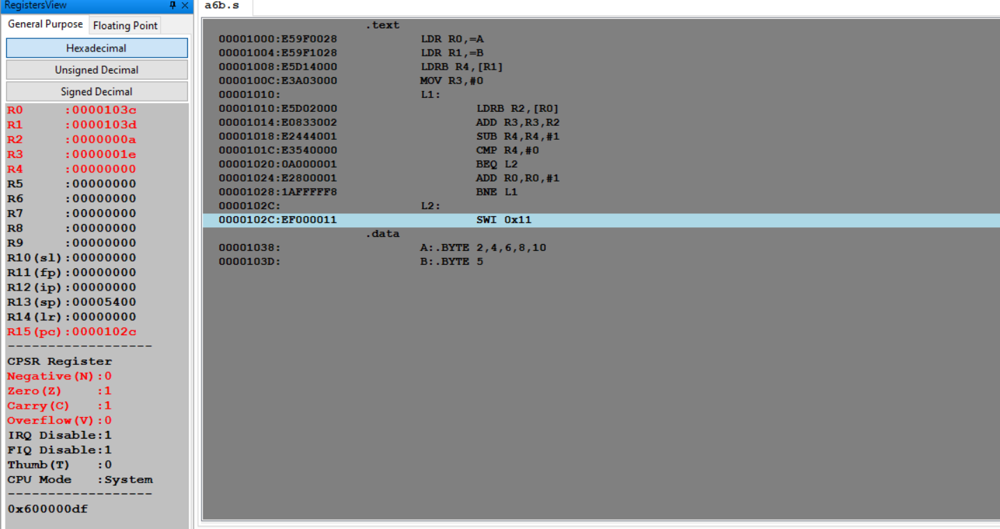 RegistersView
General Purpose Floating Point
Hexadecimal
Unsigned Decimal
Signed Decimal
R0 :0000103c
R1 :0000103d
R2 :0000000a
R3 :0000001e
R4 :00000000
R5 :00000000
R6 :00000000
R7 :00000000
R8 :00000000
R9 :00000000
R10(sl):00000000
R11(fp):00000000
R12(ip):00000000
R13(sp):00005400
R14(lr):00000000
R15(pc):0000102c
-------------------
CPSR Register
Negative(N):0
Zero(Z) :1
Carry(C) :1
Overflow(V):0
IRQ Disable:1
FIQ Disable:1
Thumb(T) :0
CPU Mode :System
-------------------
0x600000df
a6b.s
.text
00001000:E59F0028 LDR R0,=A
00001004:E59F1028 LDR R1,=B
00001008:E5D14000 LDRB R4,[R1]
0000100C:E3A03000 MOV R3,#0
00001010: L1:
00001010:E5D02000 LDRB R2,[R0]
00001014:E0833002 ADD R3,R3,R2
00001018:E2444001 SUB R4,R4,#1
0000101C:E3540000 CMP R4,#0
00001020:0A000001 BEQ L2
00001024:E2800001 ADD R0,R0,#1
00001028:1AFFFFF8 BNE L1
0000102C: L2:
0000102C:EF000011 SWI 0x11
.data
00001038: A:.BYTE 2,4,6,8,10
0000103D: B:.BYTE 5